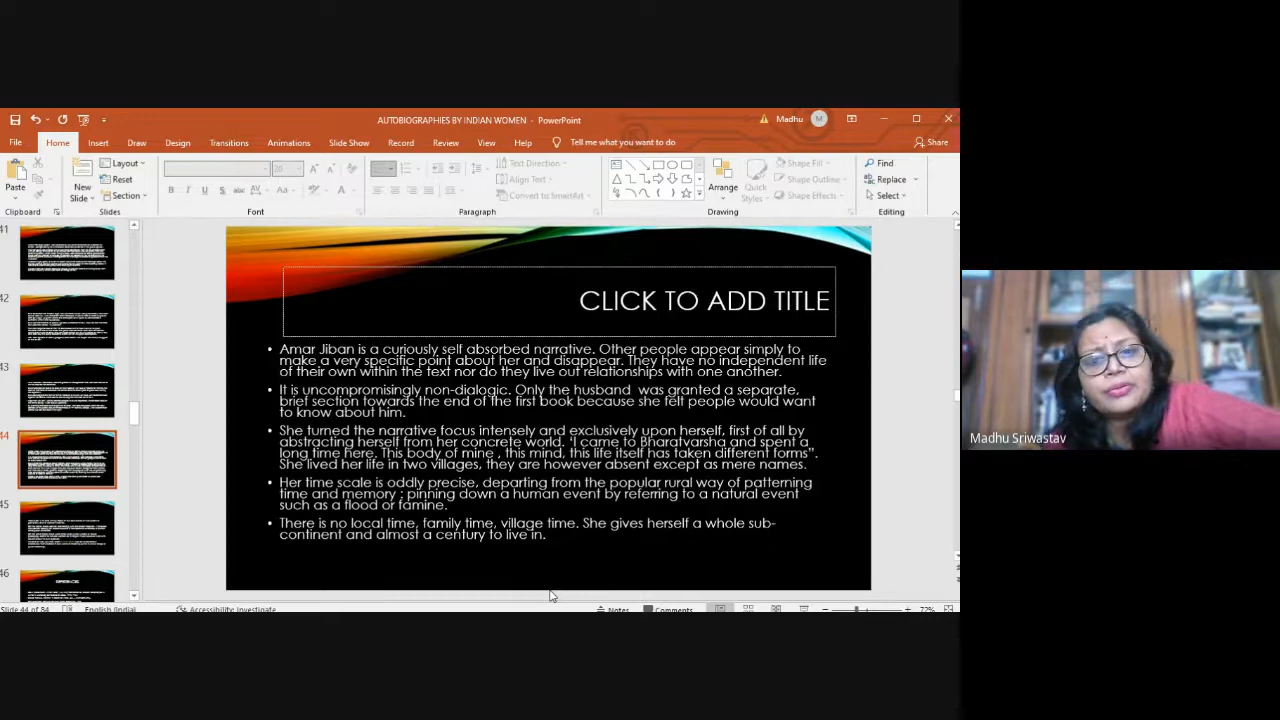 AUTOBIOGRAPHIES BY INDIAN WOMEN - PowerPoint
Madhu
M
File Home Insert Draw Design Transitions Animations Slide Show Record Review View Help Tell me what you want to do
Share
Paste
New
Slide
Layout
Reset
Section
Text Direction
Align Text
Convert to SmartArt
Arrange
Quick
Styles
Shape Fill
Shape Outline
Shape Effects
Find
Replace
Select
Clipboard Slides Font Paragraph Drawing Editing
41
42
43
44
45
46
CLICK TO ADD TITLE
• Amar Jiban is a curiously self absorbed narrative. Other people appear simply to
make a very specific point about her and disappear. They have no independent life
of their own within the text nor do they live out relationships with one another.
• It is uncompromisingly non-dialogic. Only the husband was granted a separate,
brief section towards the end of the first book because she felt people would want
to know about him.
• She turned the narrative focus intensely and exclusively upon herself, first of all by
abstracting herself from her concrete world. 'I came to Bharatvarsha and spent a
long time here. This body of mine , this mind, this life itself has taken different forms".
She lived her life in two villages, they are however absent except as mere names.
• Her time scale is oddly precise, departing from the popular rural way of patterning
time and memory ; pinning down a human event by referring to a natural event
such as a flood or famine.
• There is no local time, family time, village time. She gives herself a whole sub-
continent and almost a century to live in.
Slide 44 of 84 English (India) Accessibility: Investigate Notes Comments 72%
Madhu Sriwastav